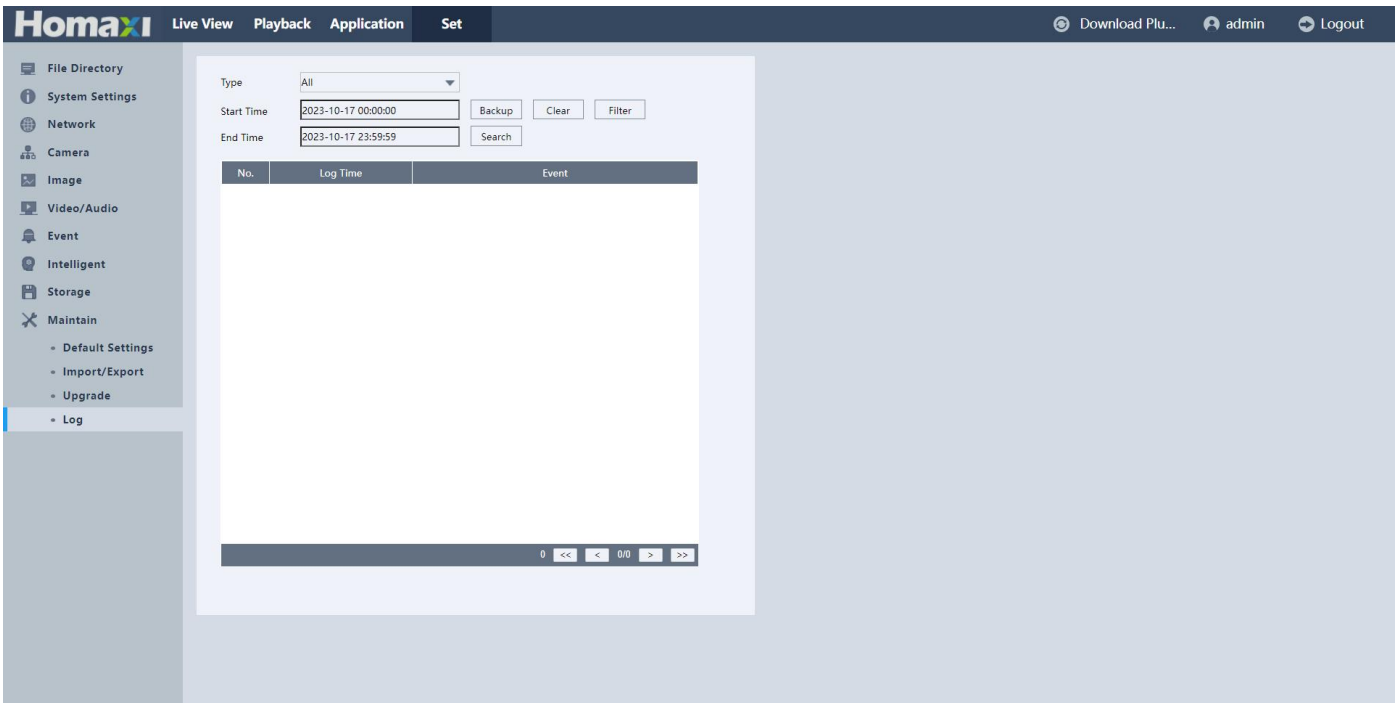 Homaxi Live View Playback Application Set Download Plu... admin Logout
File Directory
System Settings
Network
Camera
Image
Video/Audio
Event
Intelligent
Storage
Maintain
Default Settings
Import/Export
Upgrade
Log
Type All
Start Time 2023-10-17 00:00:00 Backup Clear Filter
End Time 2023-10-17 23:59:59 Search
No. Log Time Event
0 << < 0/0 > >>